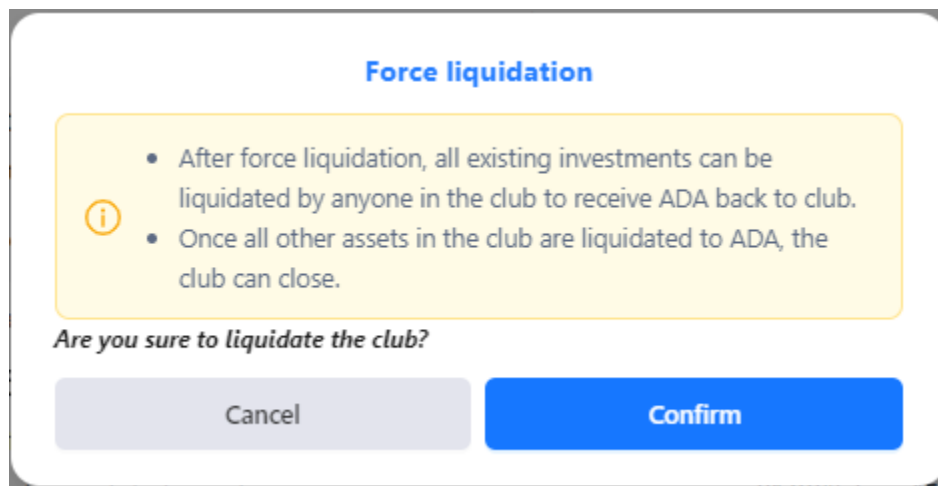 Force liquidation
• After force liquidation, all existing investments can be
liquidated by anyone in the club to receive ADA back to club.
• Once all other assets in the club are liquidated to ADA, the
club can close.
Are you sure to liquidate the club?
Cancel
Confirm